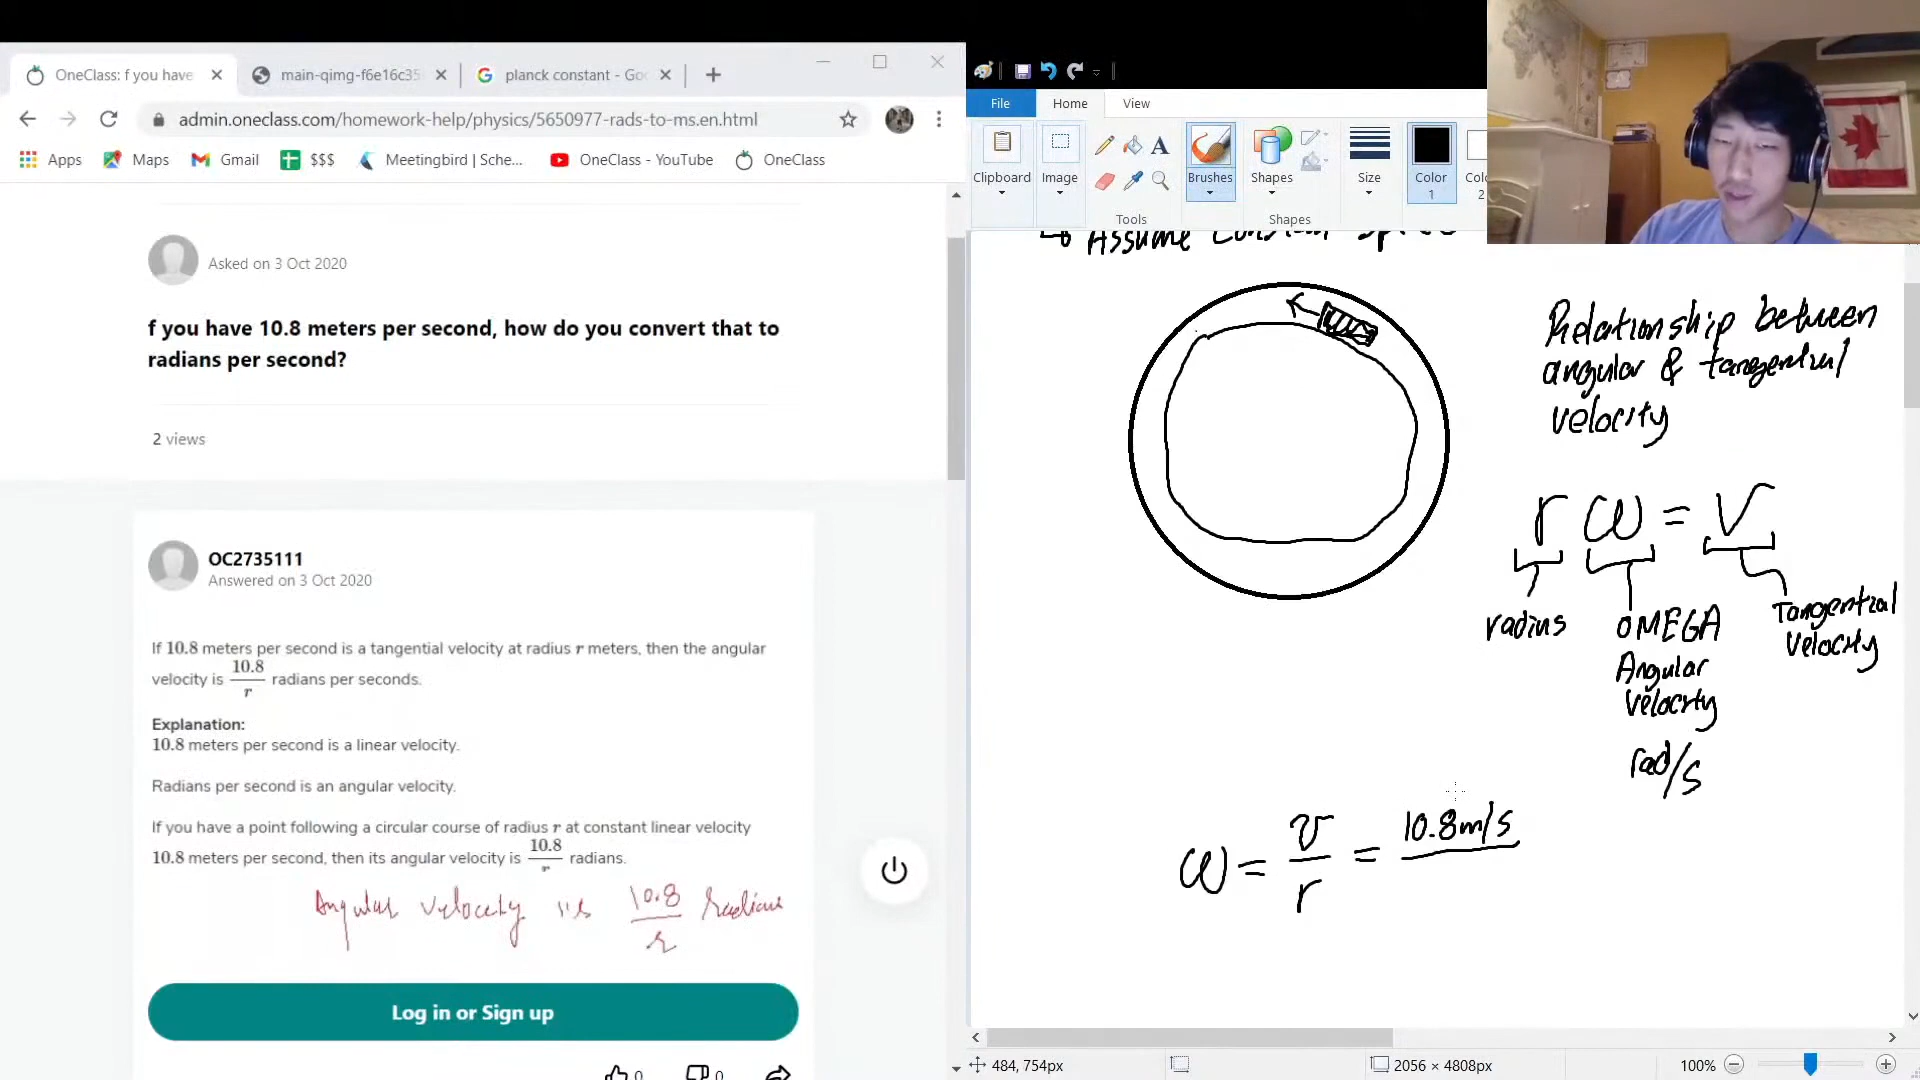 OneClass: f you have
main-qimg-f6e16c35
planck constant - Goo
admin.oneclass.com/homework-help/physics/5650977-rads-to-ms.en.html
Apps
Maps
Gmail
$$$
Meetingbird | Sche...
OneClass - YouTube
OneClass
Asked on 3 Oct 2020
f you have 10.8 meters per second, how do you convert that to
radians per second?
2 views
OC2735111
Answered on 3 Oct 2020
If 10.8 meters per second is a tangential velocity at radius r meters, then the angular
velocity is 10.8/r radians per seconds.
Explanation:
10.8 meters per second is a linear velocity.
Radians per second is an angular velocity.
If you have a point following a circular course of radius r at constant linear velocity
10.8 meters per second, then its angular velocity is 10.8/r radians.
Angular velocity is 10.8/r radians
Log in or Sign up
0
0
File
Home
View
Clipboard
Image
Tools
Brushes
Shapes
Shapes
Size
Color
1
Colo
2
Assume constant
Relationship between
angular & tangential
velocity
r ω = V
radius
OMEGA
Angular
velocity
rad/s
Tangential
velocity
ω = v/r = 10.8m/s
484, 754px
2056 × 4808px
100%